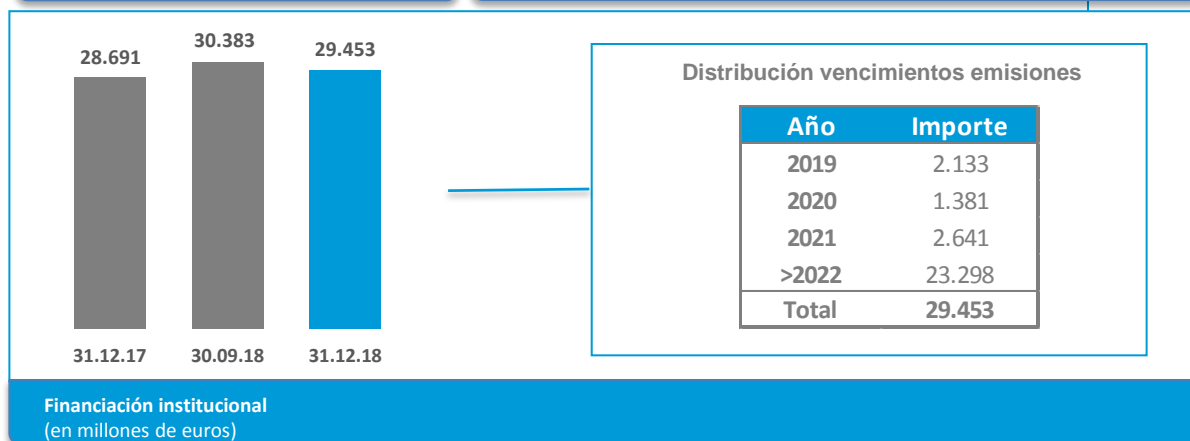 28.691
30.383
29.453
31.12.17
30.09.18
31.12.18
Distribución vencimientos emisiones
Año Importe
2019 2.133
2020 1.381
2021 2.641
>2022 23.298
Total 29.453
Financiación institucional
(en millones de euros)